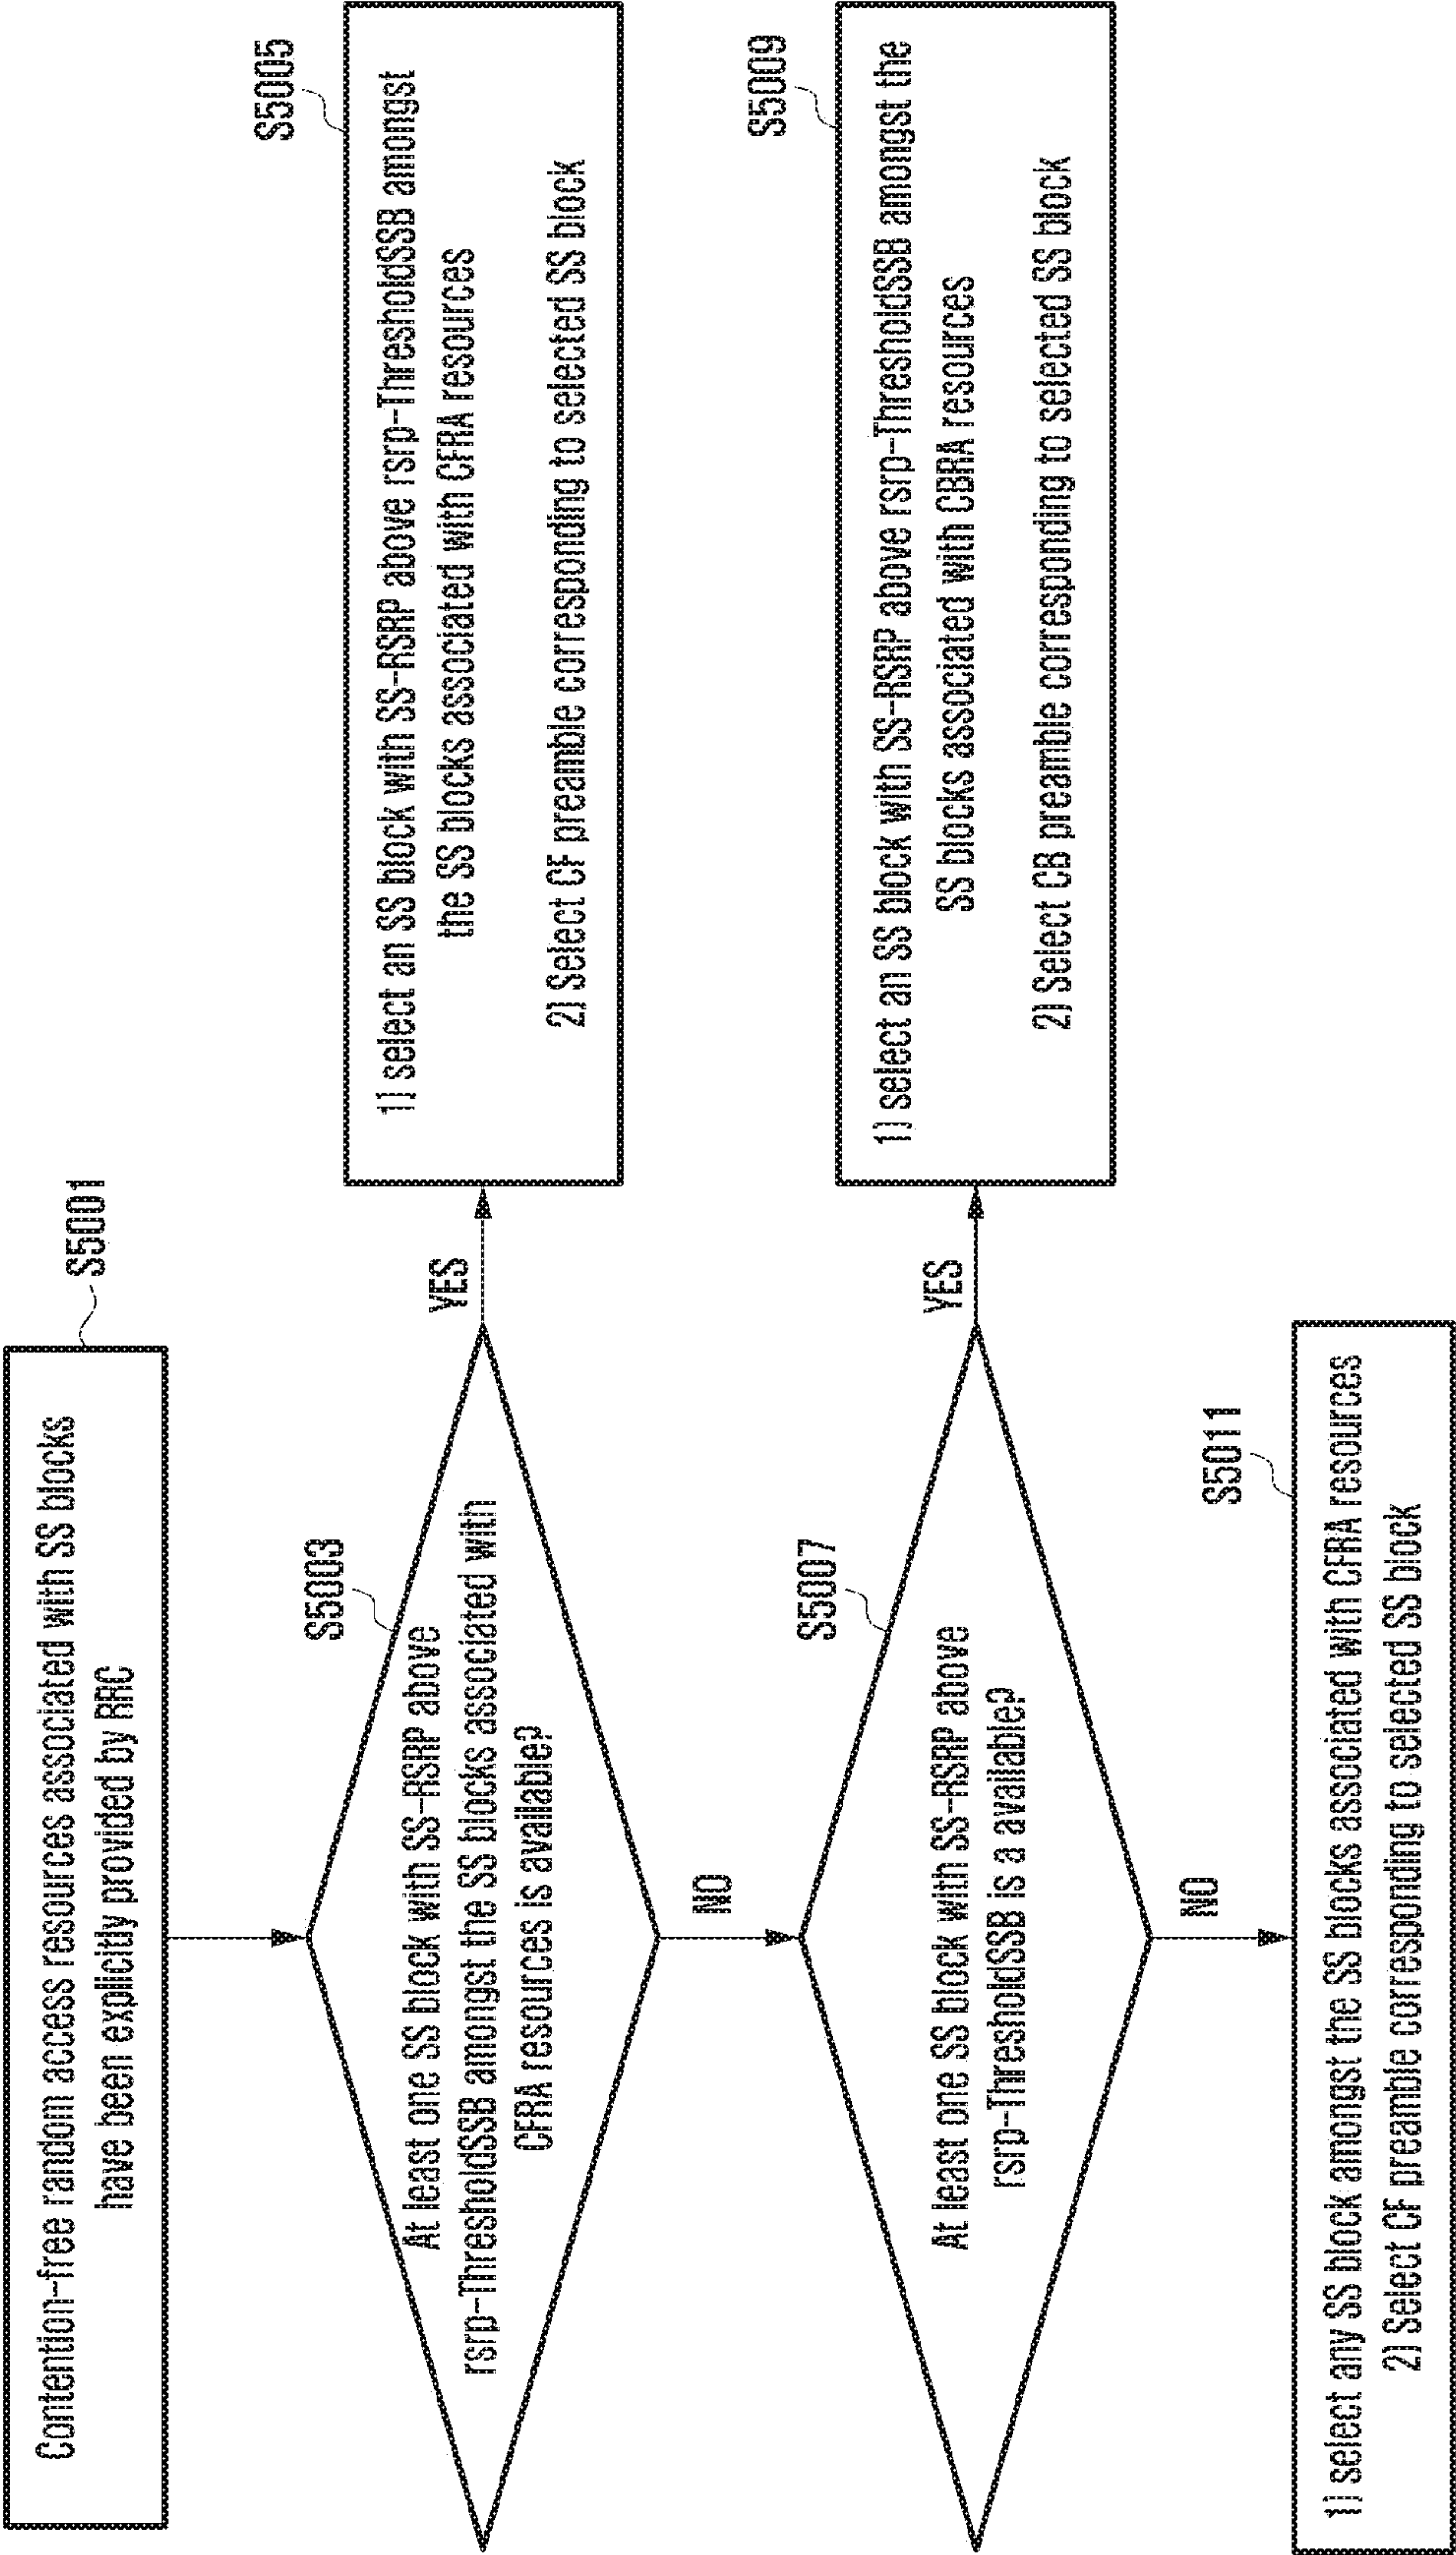 S5001
Contention-free random access resources associated with SS blocks
have been explicitly provided by RRC
S5003
At least one SS block with SS-RSRP above
rsrp-ThresholdSSB amongst the SS blocks associated with
CFRA resources is available?
YES
S5005
1) select an SS block with SS-RSRP above rsrp-ThresholdSSB amongst
the SS blocks associated with CFRA resources
2) Select CF preamble corresponding to selected SS block
NO
S5007
At least one SS block with SS-RSRP above
rsrp-ThresholdSSB is a available?
YES
S5009
1) select an SS block with SS-RSRP above rsrp-ThresholdSSB amongst the
SS blocks associated with CBRA resources
2) Select CB preamble corresponding to selected SS block
NO
S5011
1) select any SS block amongst the SS blocks associated with CFRA resources
2) Select CF preamble corresponding to selected SS block